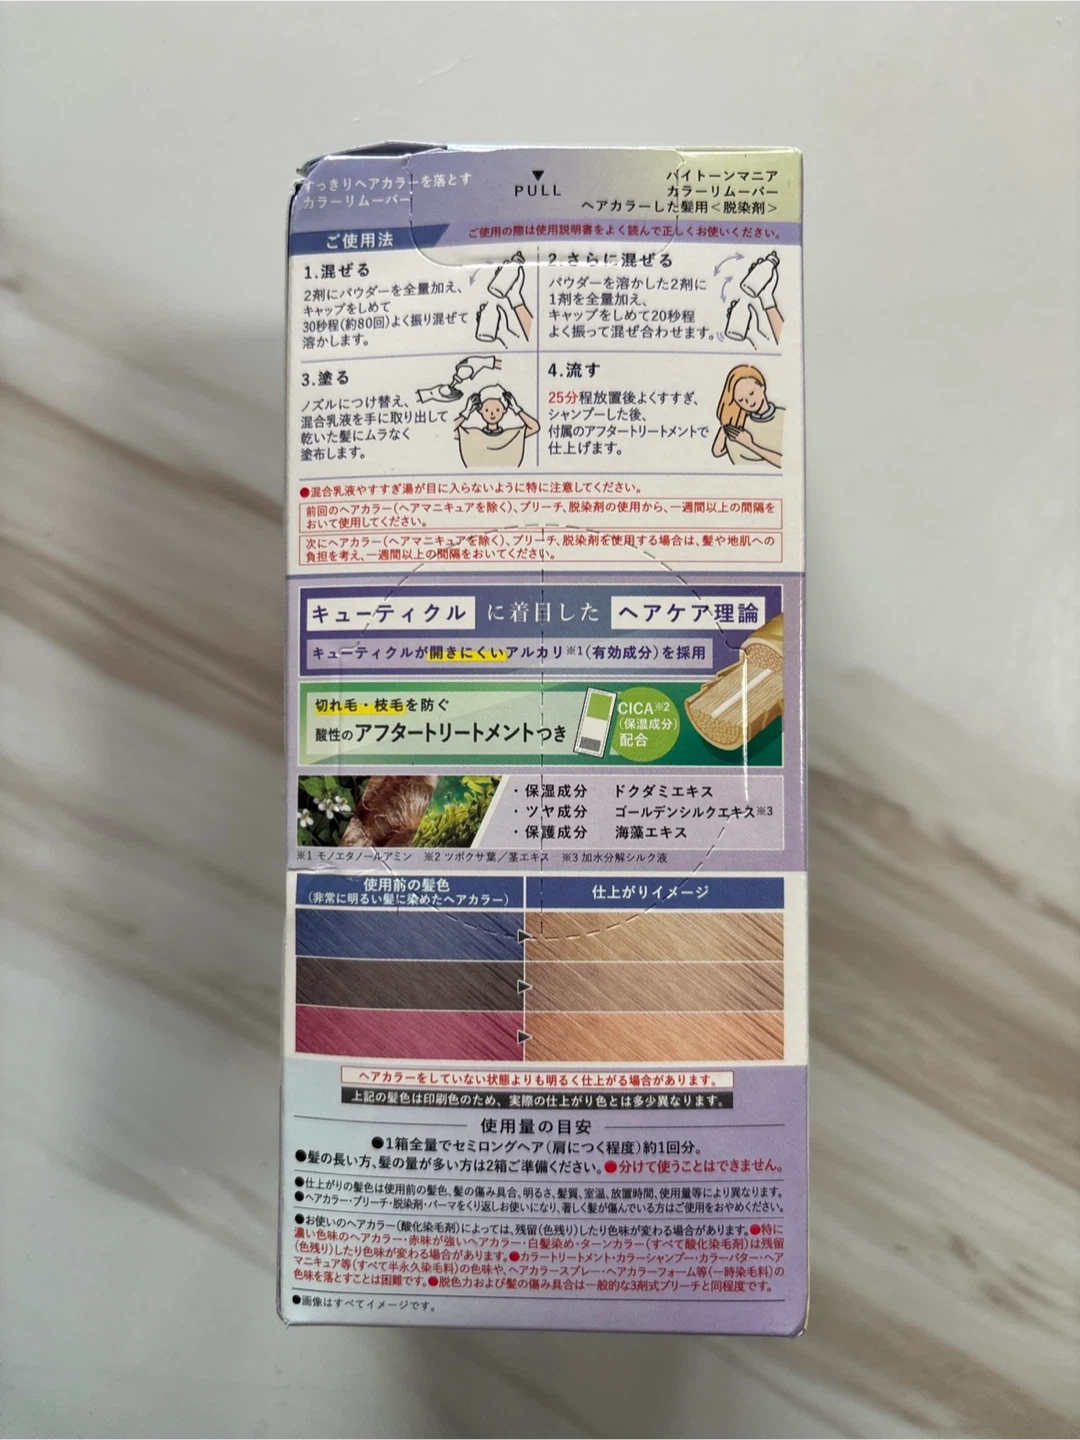 すっきりヘアカラーを落とす
カラーリムーバー
▼
PULL
ハイトーンマニア
カラーリムーバー
ヘアカラーした髪用＜脱染剤＞
ご使用法
ご使用の際は使用説明書をよく読んで正しくお使いください。
1.混ぜる
2剤にパウダーを全量加え、
キャップをしめて
30秒程(約80回)よく振り混ぜて
溶かします。
2.さらに混ぜる
パウダーを溶かした2剤に
1剤を全量加え、
キャップをしめて20秒程
よく振って混ぜ合わせます。
3.塗る
ノズルにつけ替え、
混合乳液を手に取り出して
乾いた髪にムラなく
塗布します。
4.流す
25分程放置後よくすすぎ、
シャンプーした後、
付属のアフタートリートメントで
仕上げます。
●混合乳液やすすぎ湯が目に入らないように特に注意してください。
前回のヘアカラー(ヘアマニキュアを除く)、ブリーチ、脱染剤の使用から、一週間以上の間隔を
おいて使用してください。
次にヘアカラー(ヘアマニキュアを除く)、ブリーチ、脱染剤を使用する場合は、髪や地肌への
負担を考え、一週間以上の間隔をおいてください。
キューティクル に着目した ヘアケア理論
キューティクルが開きにくいアルカリ※1(有効成分)を採用
切れ毛・枝毛を防ぐ
酸性のアフタートリートメントつき
CICA※2
(保湿成分)
配合
・保湿成分 ドクダミエキス
・ツヤ成分 ゴールデンシルクエキス※3
・保護成分 海藻エキス
※1 モノエタノールアミン ※2 ツボクサ葉／茎エキス ※3 加水分解シルク液
使用前の髪色
(非常に明るい髪に染めたヘアカラー)
仕上がりイメージ
ヘアカラーをしていない状態よりも明るく仕上がる場合があります。
上記の髪色は印刷色のため、実際の仕上がり色とは多少異なります。
使用量の目安
●1箱全量でセミロングヘア(肩につく程度)約1回分。
●髪の長い方、髪の量が多い方は2箱ご準備ください。●分けて使うことはできません。
●仕上がりの髪色は使用前の髪色、髪の傷み具合、明るさ、髪質、室温、放置時間、使用量等により異なります。
●ヘアカラー・ブリーチ・脱染剤・パーマをくり返しお使いになり、著しく髪が傷んでいる方はご使用をおやめください。
●お使いのヘアカラー(酸化染毛剤)によっては、残留(色残り)したり色味が変わる場合があります。●特に
濃い色味のヘアカラー・赤味が強いヘアカラー・白髪染め・ターンカラー(すべて酸化染毛剤)は残留
(色残り)したり色味が変わる場合があります。●カラートリートメント・カラーシャンプー・カラーバター・ヘア
マニキュア等(すべて半永久染毛料)の色味や、ヘアカラースプレー・ヘアカラーフォーム等(一時染毛料)の
色味を落とすことは困難です。●脱色力および髪の傷み具合は一般的な3剤式ブリーチと同程度です。
●画像はすべてイメージです。